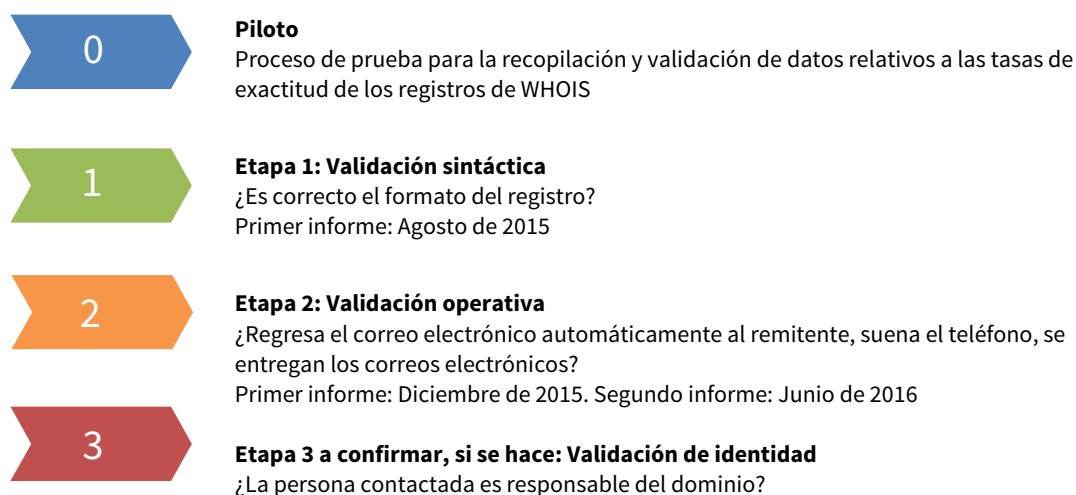 0
Piloto
Proceso de prueba para la recopilación y validación de datos relativos a las tasas de
exactitud de los registros de WHOIS
1
Etapa 1: Validación sintáctica
¿Es correcto el formato del registro?
Primer informe: Agosto de 2015
2
Etapa 2: Validación operativa
¿Regresa el correo electrónico automáticamente al remitente, suena el teléfono, se
entregan los correos electrónicos?
Primer informe: Diciembre de 2015. Segundo informe: Junio de 2016
3
Etapa 3 a confirmar, si se hace: Validación de identidad
¿La persona contactada es responsable del dominio?